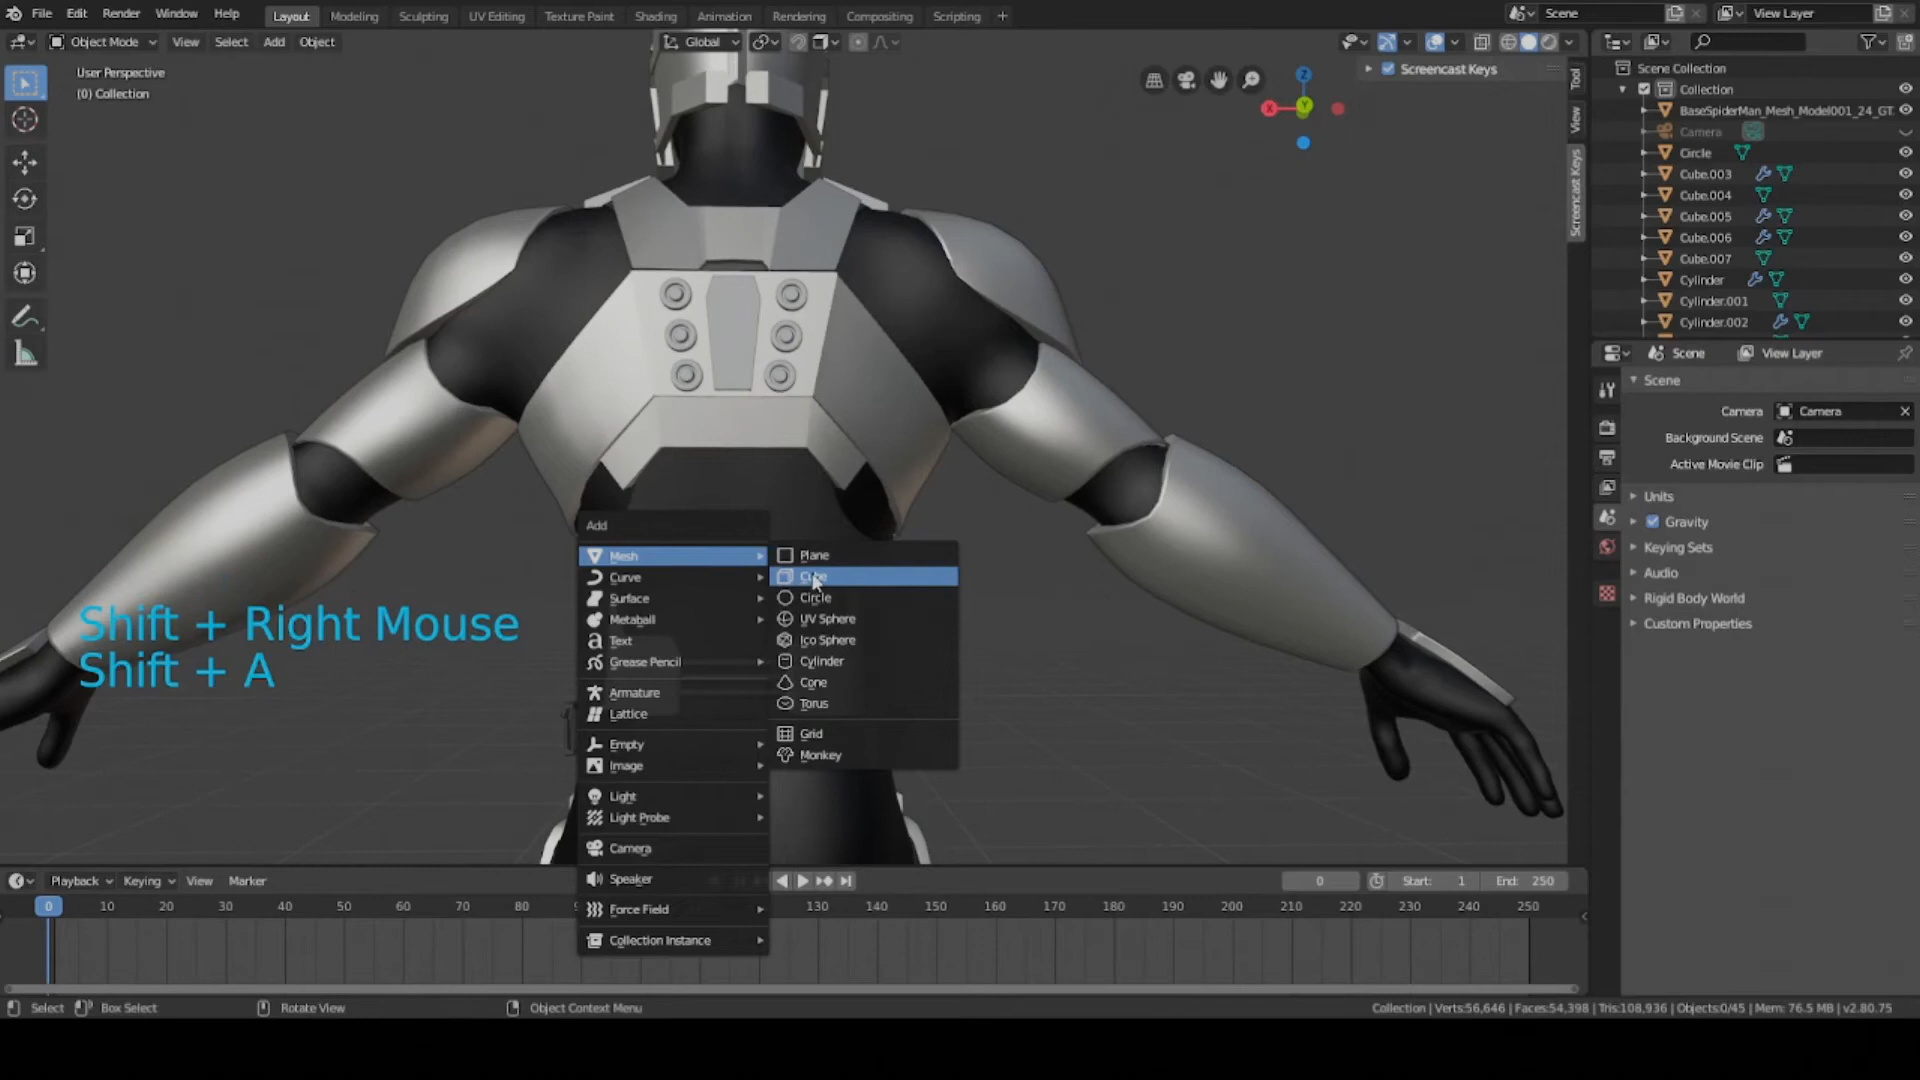 File Edit Render Window Help Layout Modeling Sculpting UV Editing Texture Paint Shading Animation Rendering Compositing Scripting + Scene View Layer
Object Mode View Select Add Object Global
User Perspective
(0) Collection
Screencast Keys
Tool
View
Screencast Keys
X Y Z
Scene Collection
Collection
BaseSpiderMan_Mesh_Model001_24_GT
Camera
Circle
Cube.003
Cube.004
Cube.005
Cube.006
Cube.007
Cylinder
Cylinder.001
Cylinder.002
Scene View Layer
Scene
Camera Camera
Background Scene
Active Movie Clip
Units
Gravity
Keying Sets
Audio
Rigid Body World
Custom Properties
Add
Mesh
Curve
Surface
Metaball
Text
Grease Pencil
Armature
Lattice
Empty
Image
Light
Light Probe
Camera
Speaker
Force Field
Collection Instance
Plane
Cube
Circle
UV Sphere
Ico Sphere
Cylinder
Cone
Torus
Grid
Monkey
Shift + Right Mouse
Shift + A
Playback Keying View Marker 0 Start: 1 End: 250
0 10 20 30 40 50 60 70 80 130 140 150 160 170 180 190 200 210 220 230 240 250
Select Box Select Rotate View Object Context Menu Collection | Verts:56,646 | Faces:54,398 | Tris:108,936 | Objects:0/45 | Mem: 76.5 MB | v2.80.75